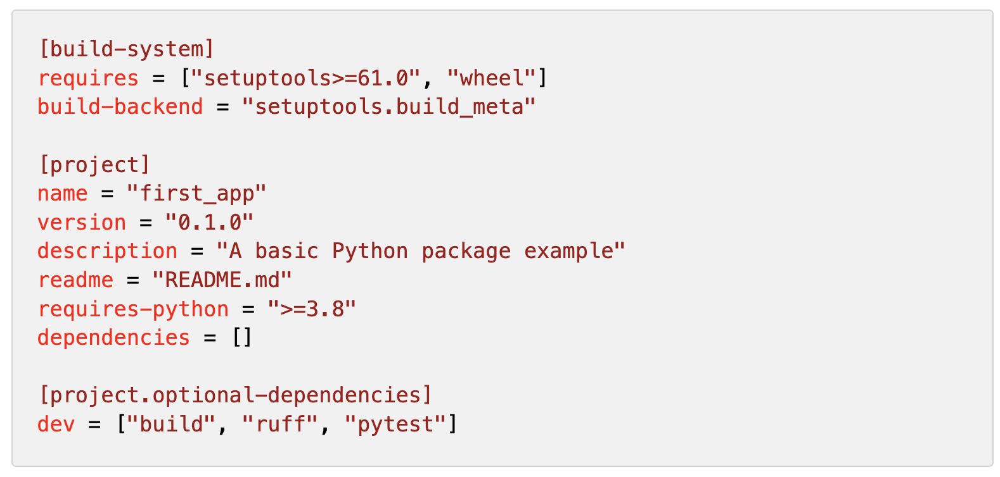 [build-system]
requires = ["setuptools>=61.0", "wheel"]
build-backend = "setuptools.build_meta"
[project]
name = "first_app"
version = "0.1.0"
description = "A basic Python package example"
readme = "README.md"
requires-python = ">=3.8"
dependencies = []
[project.optional-dependencies]
dev = ["build", "ruff", "pytest"]